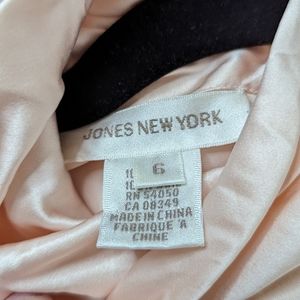 JONES NEW YORK
6
RN 54050
CA 08349
MADE IN CHINA
FABRIQUE 'A
CHINE